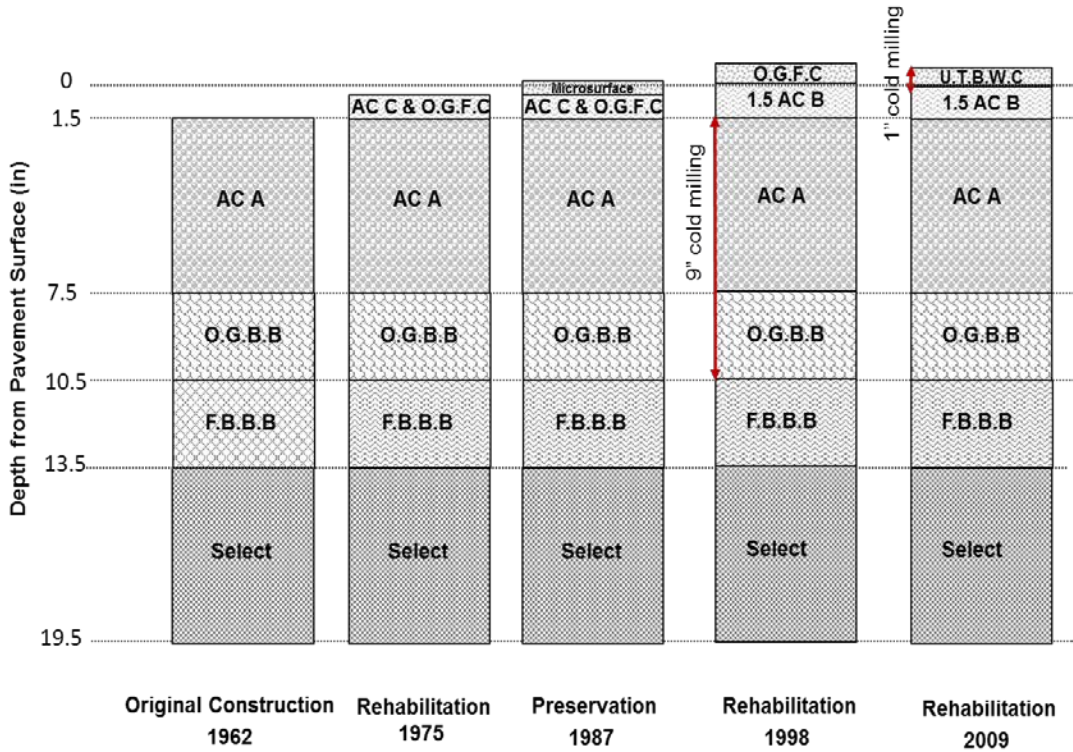 Depth from Pavement Surface (in)
0
1.5
7.5
10.5
13.5
19.5
AC A
O.G.B.B
F.B.B.B
Select
Original Construction
1962
AC C & O.G.F.C
AC A
O.G.B.B
F.B.B.B
Select
Rehabilitation
1975
Microsurface
AC C & O.G.F.C
AC A
O.G.B.B
F.B.B.B
Select
Preservation
1987
9" cold milling
O.G.F.C
1.5 AC B
AC A
O.G.B.B
F.B.B.B
Select
Rehabilitation
1998
1" cold milling
U.T.B.W.C
1.5 AC B
AC A
O.G.B.B
F.B.B.B
Select
Rehabilitation
2009